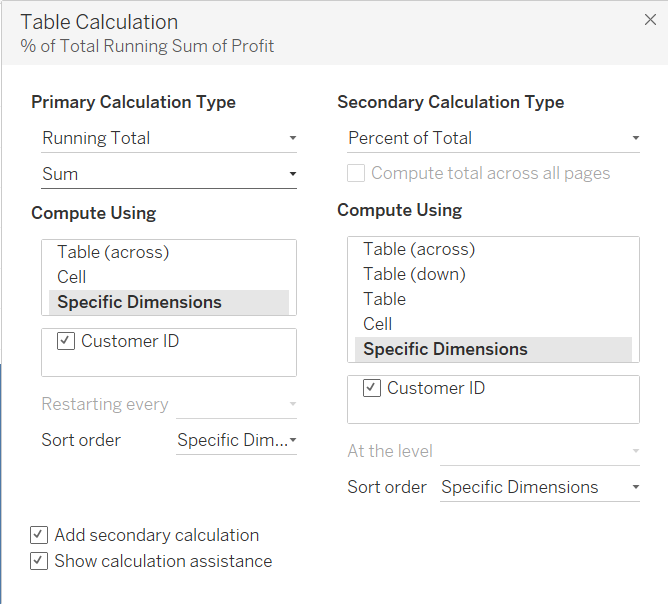 Table Calculation
% of Total Running Sum of Profit
Primary Calculation Type
Running Total
Sum
Compute Using
Table (across)
Cell
Specific Dimensions
Customer ID
Restarting every
Sort order
Specific Dim...
Secondary Calculation Type
Percent of Total
Compute total across all pages
Compute Using
Table (across)
Table (down)
Table
Cell
Specific Dimensions
Customer ID
At the level
Sort order
Specific Dimensions
Add secondary calculation
Show calculation assistance